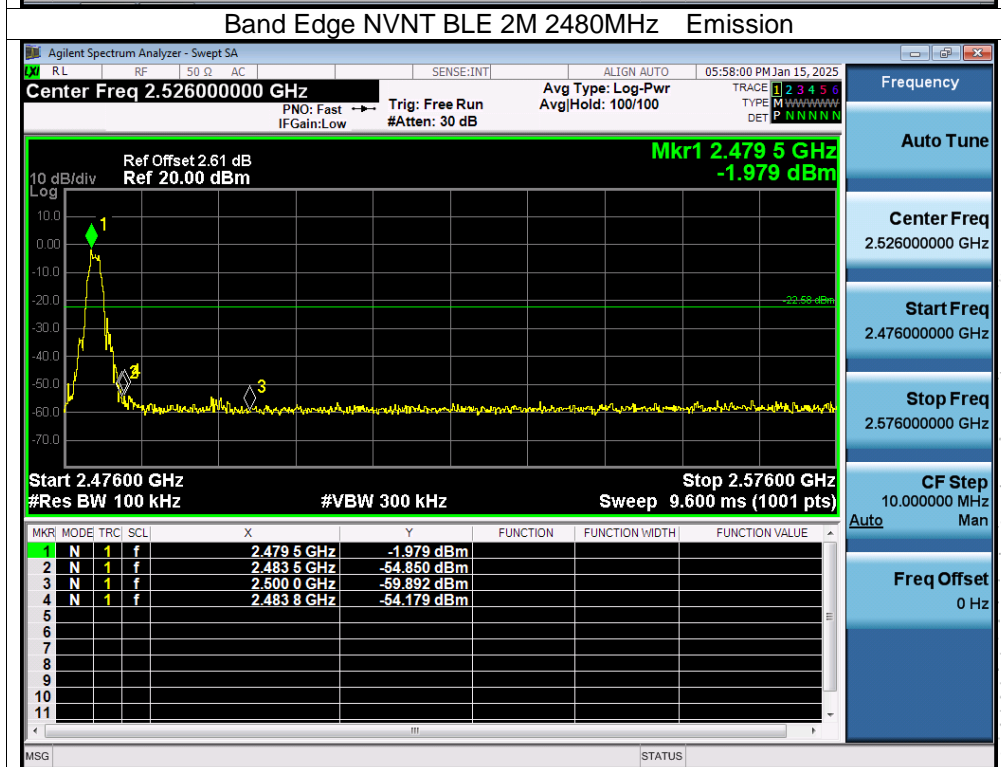 Band Edge NVNT BLE 2M 2480MHz Emission
Agilent Spectrum Analyzer - Swept SA
LXI RL RF 50 Ω AC SENSE:INT ALIGN AUTO 05:58:00 PM Jan 15, 2025
Center Freq 2.526000000 GHz
PNO: Fast
IFGain:Low
Trig: Free Run
#Atten: 30 dB
Avg Type: Log-Pwr
Avg|Hold: 100/100
TRACE 1 2 3 4 5 6
TYPE M WWWWW
DET P N N N N N
Frequency
Auto Tune
Center Freq
2.526000000 GHz
Start Freq
2.476000000 GHz
Stop Freq
2.576000000 GHz
CF Step
10.000000 MHz
Auto Man
Freq Offset
0 Hz
Mkr1 2.479 5 GHz
-1.979 dBm
Ref Offset 2.61 dB
10 dB/div Ref 20.00 dBm
Log
10.0
0.00
-10.0
-20.0
-30.0
-40.0
-50.0
-60.0
-70.0
1
-22.58 dBm
2 4
3
Start 2.47600 GHz Stop 2.57600 GHz
#Res BW 100 kHz #VBW 300 kHz Sweep 9.600 ms (1001 pts)
MKR MODE TRC SCL X Y FUNCTION FUNCTION WIDTH FUNCTION VALUE
1 N 1 f 2.479 5 GHz -1.979 dBm
2 N 1 f 2.483 5 GHz -54.850 dBm
3 N 1 f 2.500 0 GHz -59.892 dBm
4 N 1 f 2.483 8 GHz -54.179 dBm
5
6
7
8
9
10
11
MSG STATUS